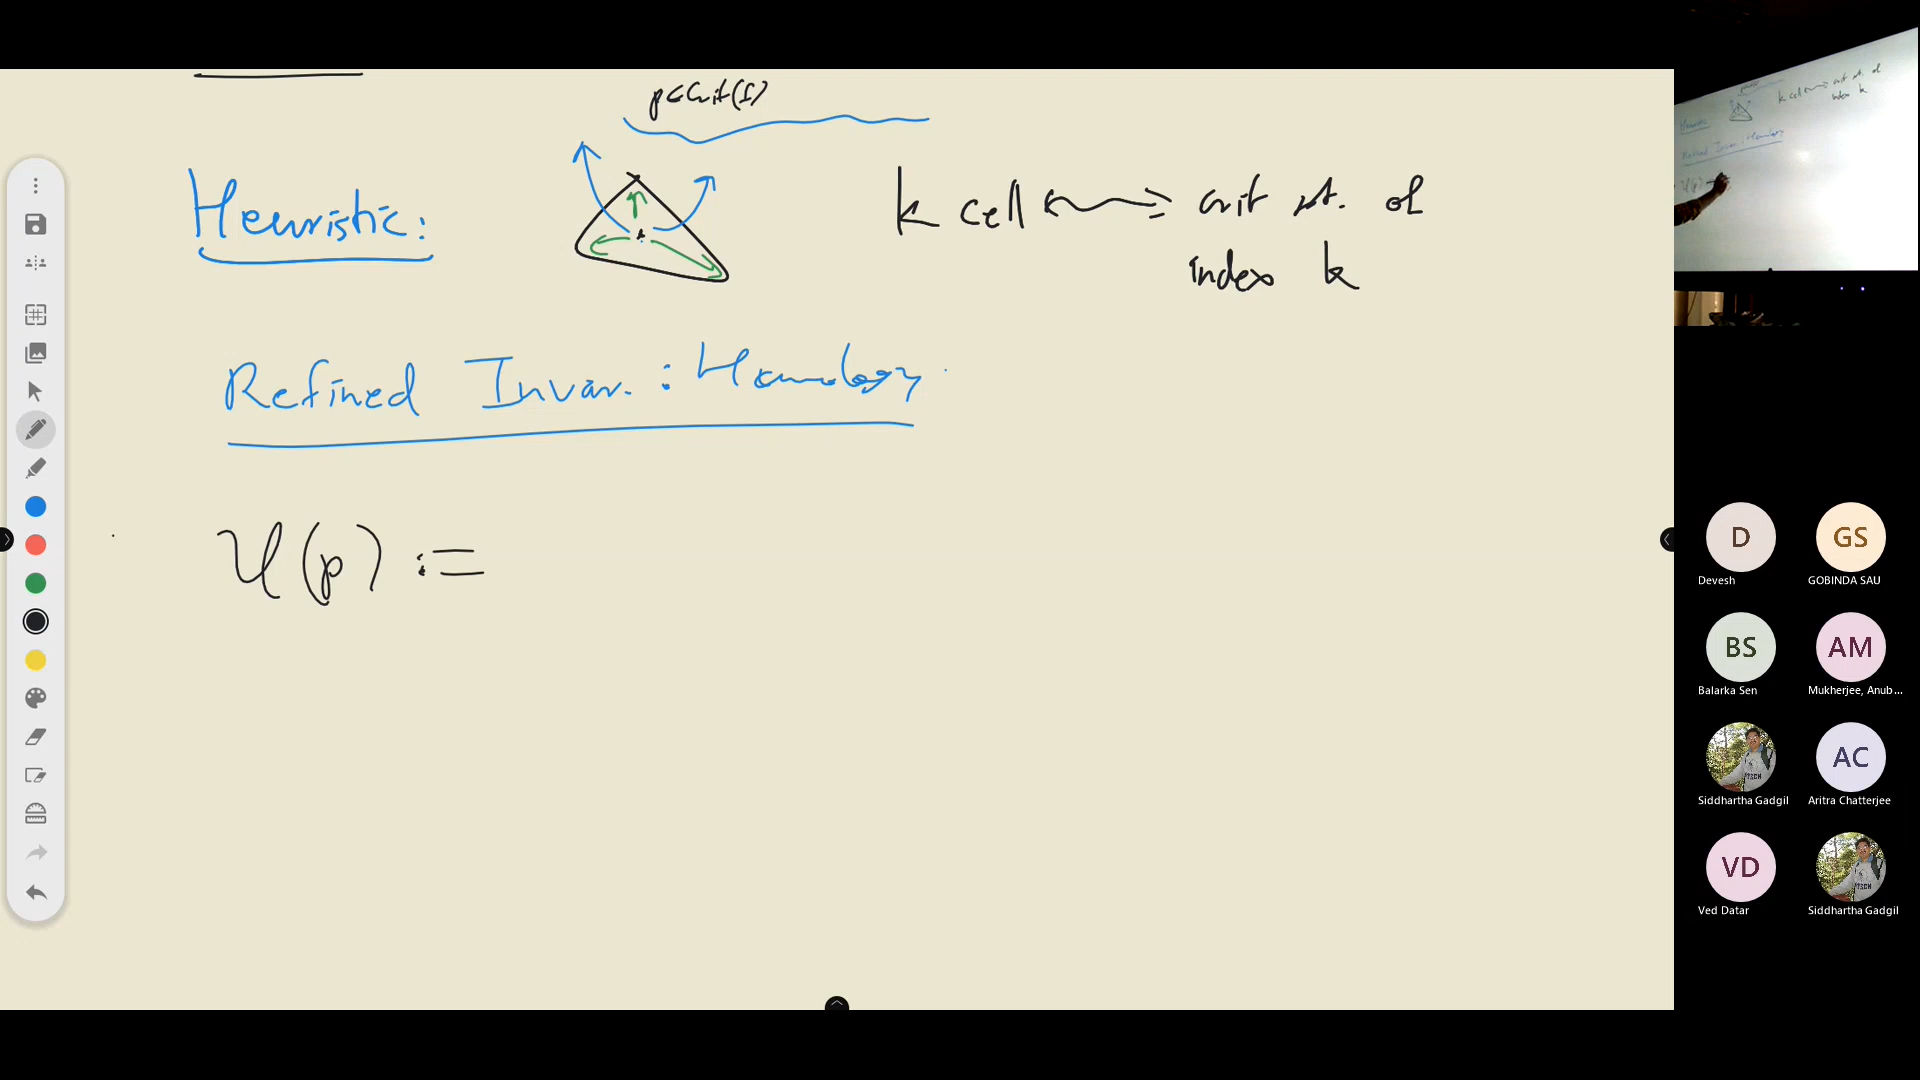 p∈Crit(f)
Heuristic:
k cell ⟷ crit pt. of
index k
Refined Invar. : Homology
U(p) :=
D
Devesh
GS
GOBINDA SAU
BS
Balarka Sen
AM
Mukherjee, Anub...
Siddhartha Gadgil
AC
Aritra Chatterjee
VD
Ved Datar
Siddhartha Gadgil